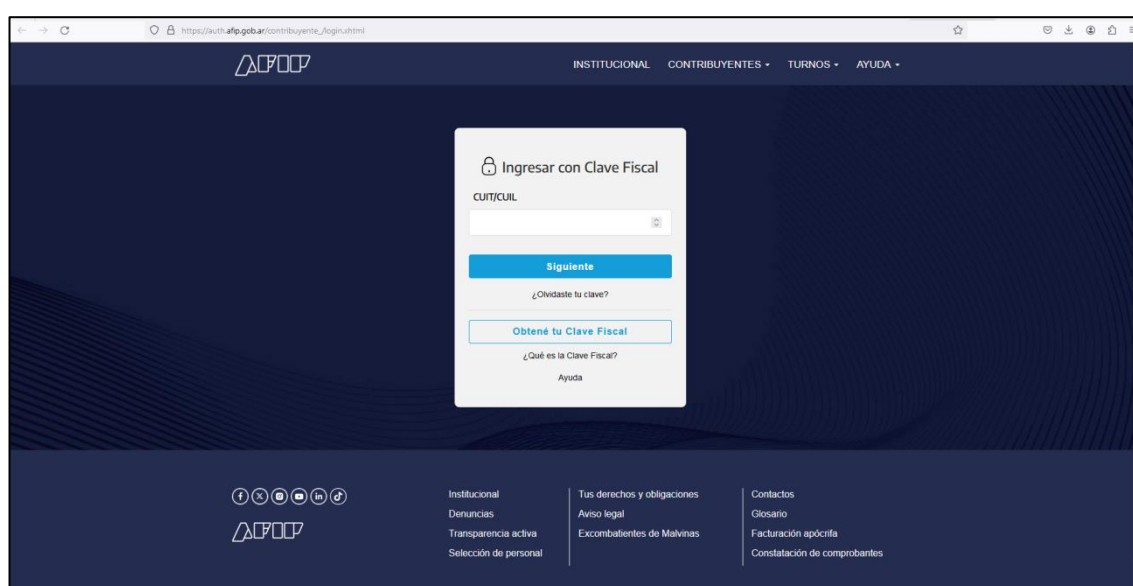 https://auth.afip.gob.ar/contribuyente_/login.xhtml
AFIP
INSTITUCIONAL CONTRIBUYENTES TURNOS AYUDA
Ingresar con Clave Fiscal
CUIT/CUIL
Siguiente
¿Olvidaste tu clave?
Obtené tu Clave Fiscal
¿Qué es la Clave Fiscal?
Ayuda
AFIP
Institucional
Denuncias
Transparencia activa
Selección de personal
Tus derechos y obligaciones
Aviso legal
Excombatientes de Malvinas
Contactos
Glosario
Facturación apócrifa
Constatación de comprobantes